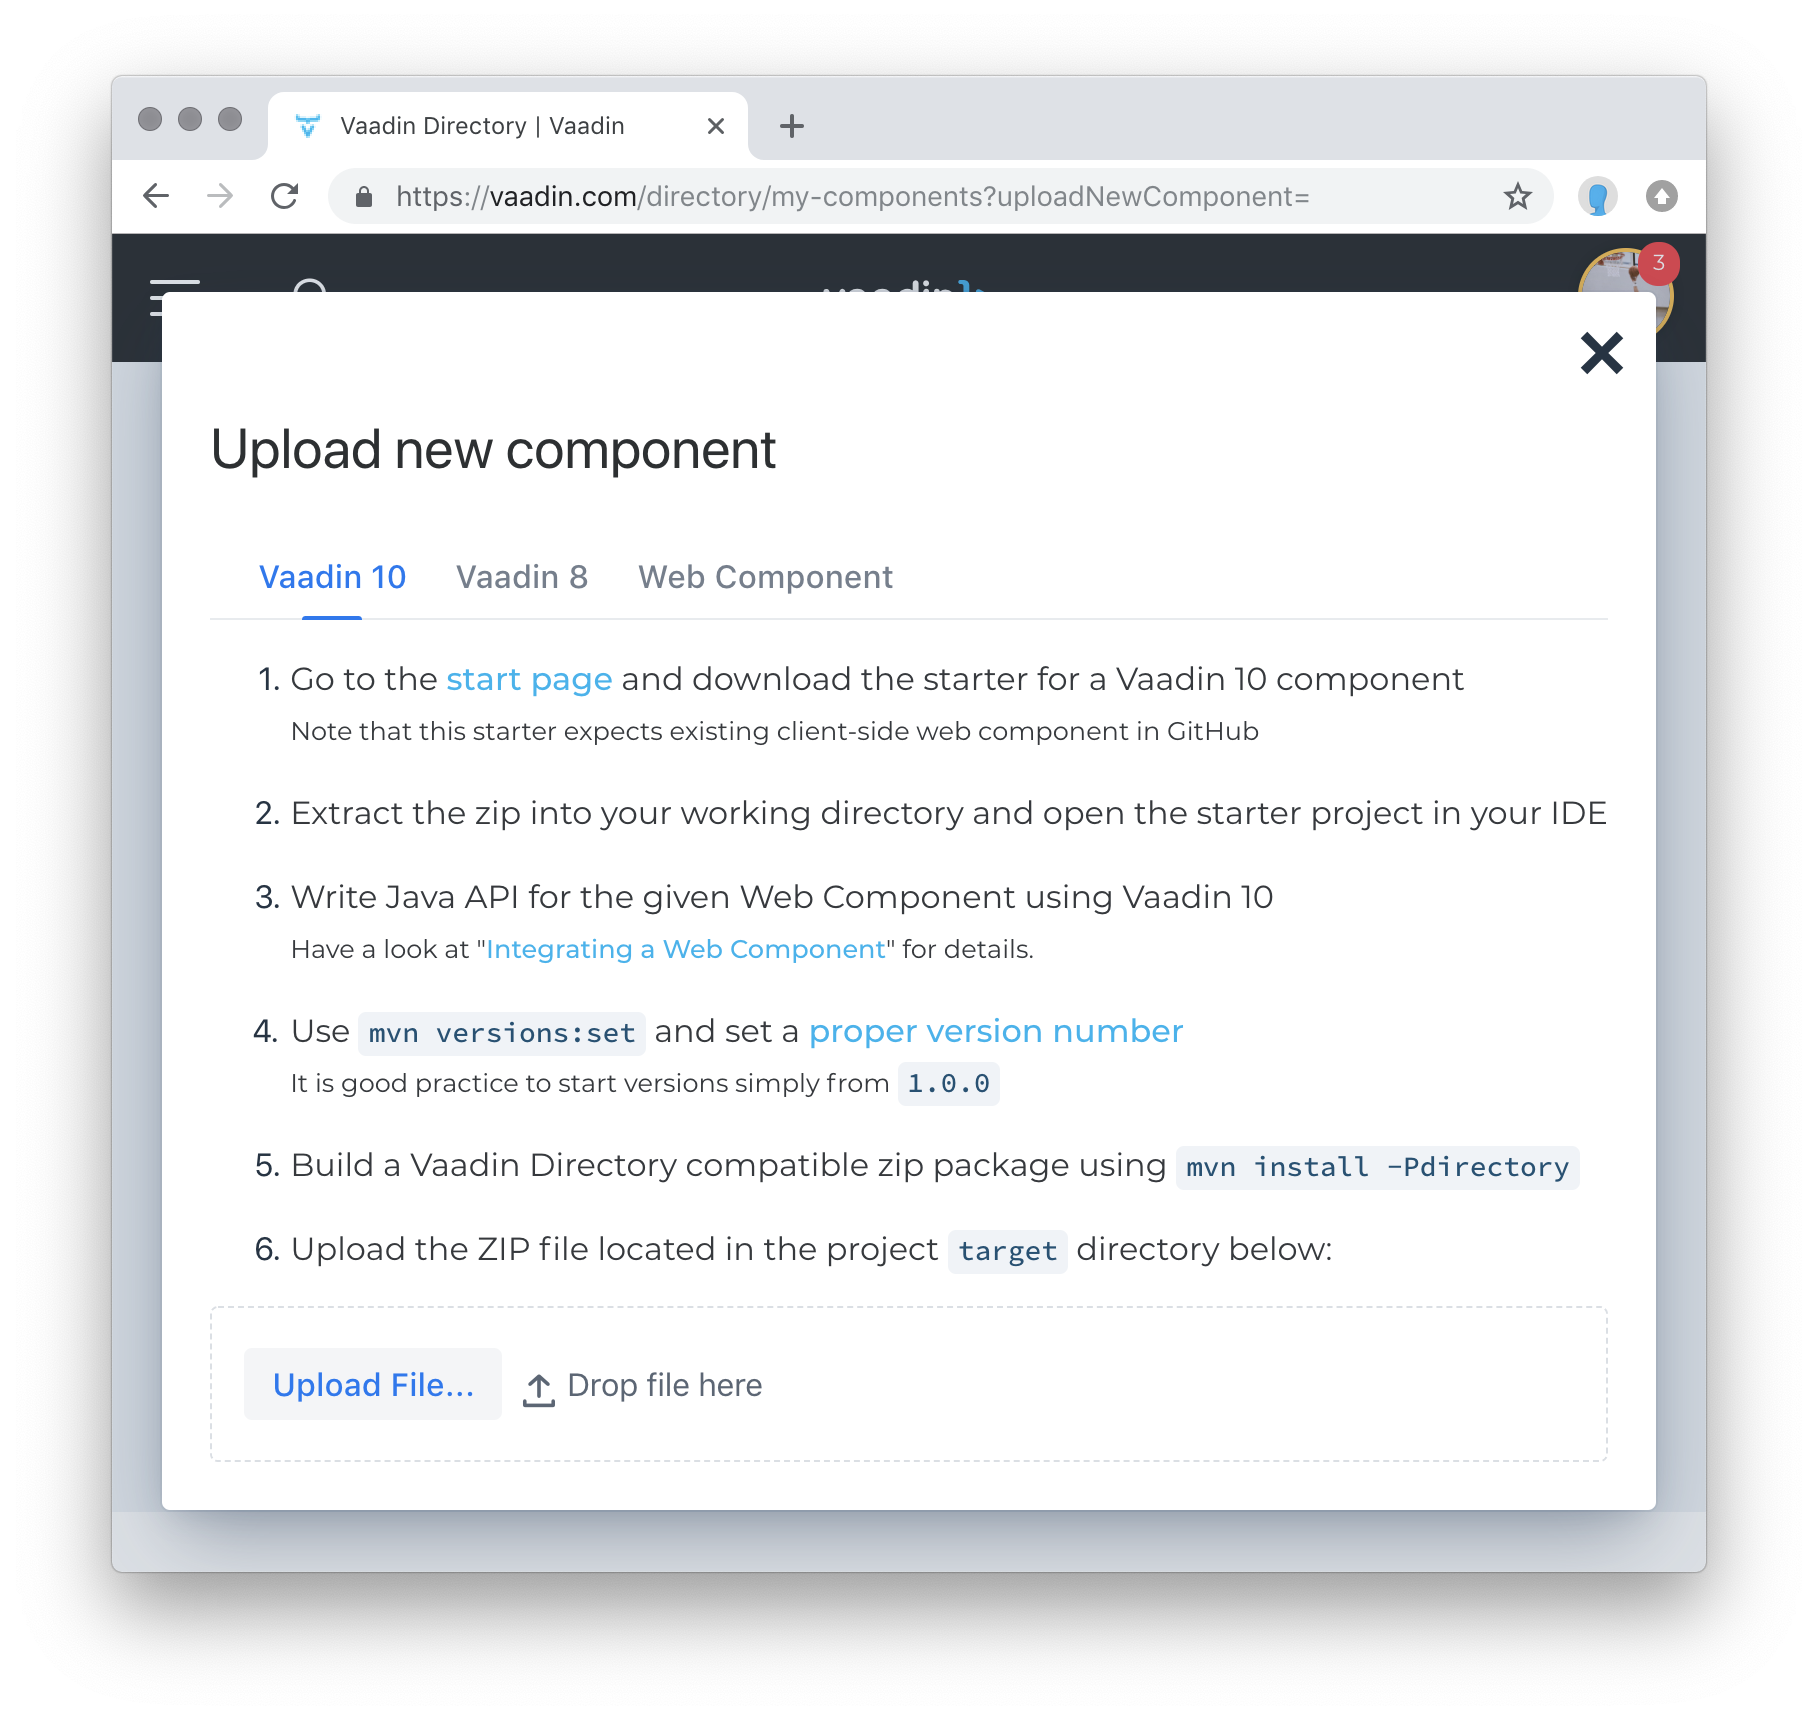 Vaadin Directory | Vaadin
https://vaadin.com/directory/my-components?uploadNewComponent=
3
Upload new component
Vaadin 10 Vaadin 8 Web Component
1. Go to the start page and download the starter for a Vaadin 10 component
Note that this starter expects existing client-side web component in GitHub
2. Extract the zip into your working directory and open the starter project in your IDE
3. Write Java API for the given Web Component using Vaadin 10
Have a look at "Integrating a Web Component" for details.
4. Use mvn versions:set and set a proper version number
It is good practice to start versions simply from 1.0.0
5. Build a Vaadin Directory compatible zip package using mvn install -Pdirectory
6. Upload the ZIP file located in the project target directory below:
Upload File... Drop file here